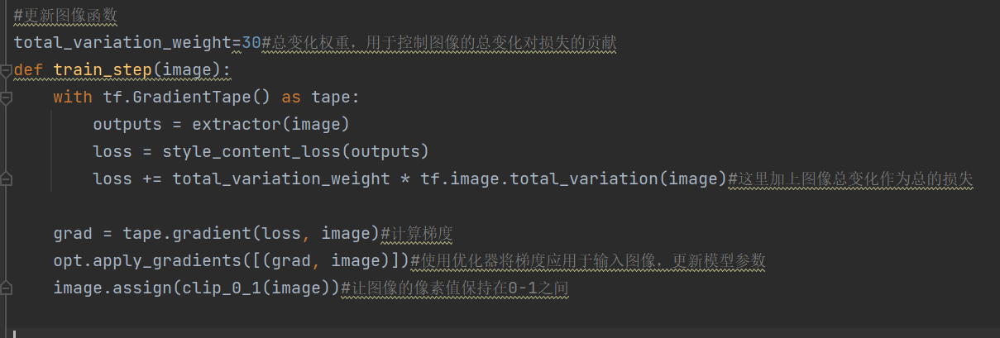 #更新图像函数
total_variation_weight=30#总变化权重，用于控制图像的总变化对损失的贡献
def train_step(image):
    with tf.GradientTape() as tape:
        outputs = extractor(image)
        loss = style_content_loss(outputs)
        loss += total_variation_weight * tf.image.total_variation(image)#这里加上图像总变化作为总的损失
    grad = tape.gradient(loss, image)#计算梯度
    opt.apply_gradients([(grad, image)])#使用优化器将梯度应用于输入图像．更新模型参数
    image.assign(clip_0_1(image))#让图像的像素值保持在0-1之间